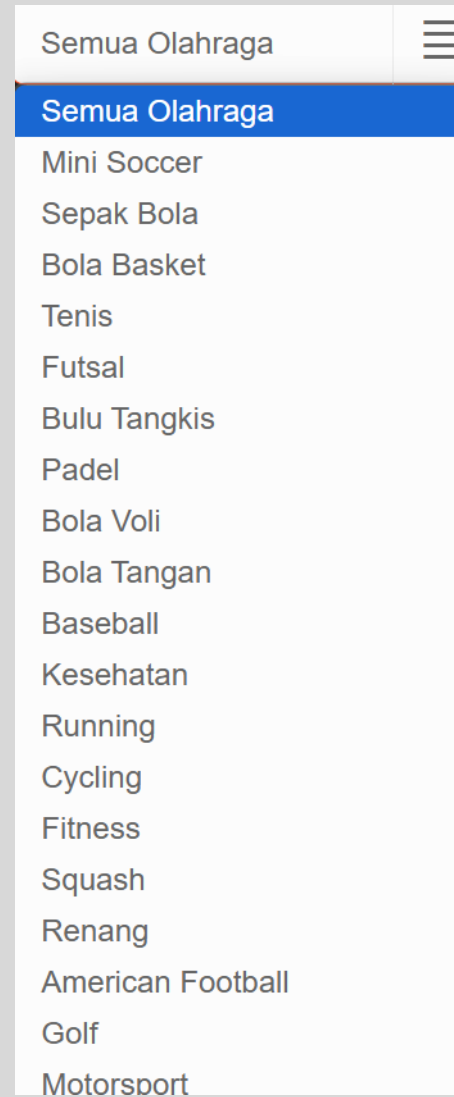 Semua Olahraga
Semua Olahraga
Mini Soccer
Sepak Bola
Bola Basket
Tenis
Futsal
Bulu Tangkis
Padel
Bola Voli
Bola Tangan
Baseball
Kesehatan
Running
Cycling
Fitness
Squash
Renang
American Football
Golf
Motorsport